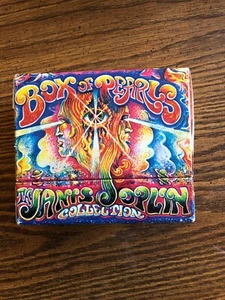 BOX OF PEARLS
THE JANIS JOPLIN
COLLECTION